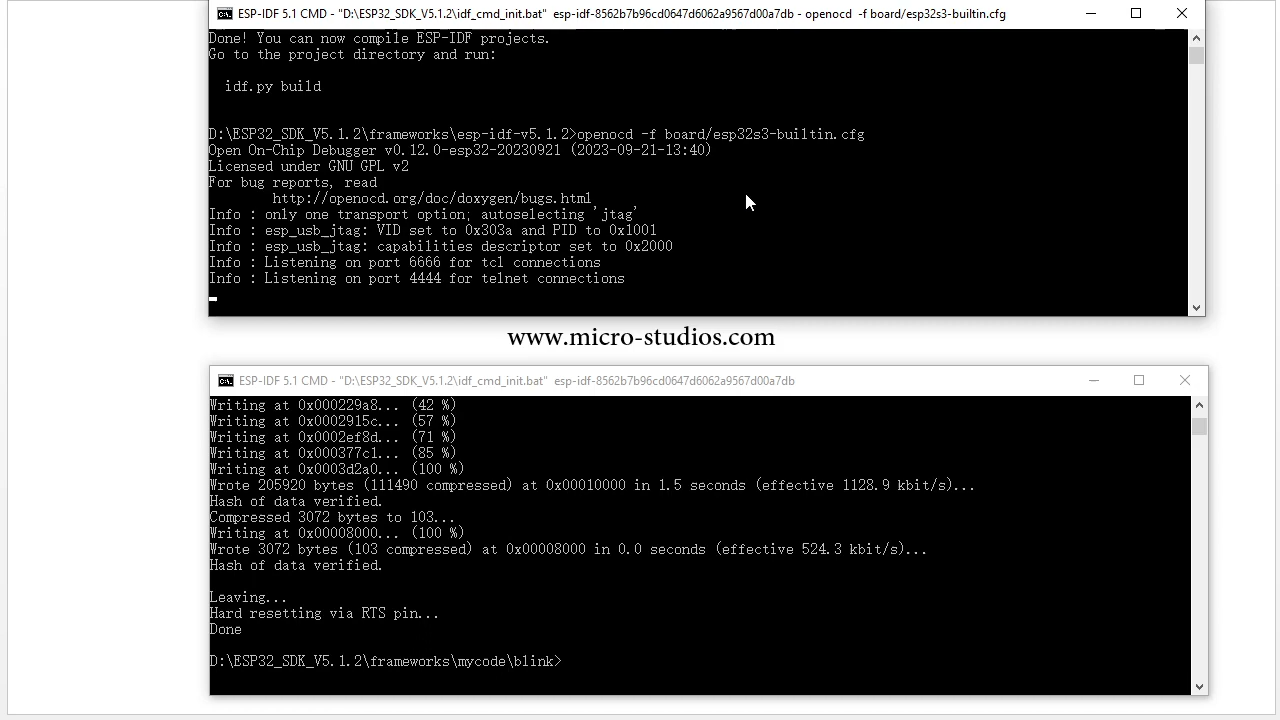 ESP-IDF 5.1 CMD - "D:\ESP32_SDK_V5.1.2\idf_cmd_init.bat" esp-idf-8562b7b96cd0647d6062a9567d00a7db - openocd -f board/esp32s3-builtin.cfg
Done! You can now compile ESP-IDF projects.
Go to the project directory and run:
idf.py build
D:\ESP32_SDK_V5.1.2\frameworks\esp-idf-v5.1.2>openocd -f board/esp32s3-builtin.cfg
Open On-Chip Debugger v0.12.0-esp32-20230921 (2023-09-21-13:40)
Licensed under GNU GPL v2
For bug reports, read
http://openocd.org/doc/doxygen/bugs.html
Info : only one transport option; autoselecting 'jtag'
Info : esp_usb_jtag: VID set to 0x303a and PID to 0x1001
Info : esp_usb_jtag: capabilities descriptor set to 0x2000
Info : Listening on port 6666 for tcl connections
Info : Listening on port 4444 for telnet connections
www.micro-studios.com
ESP-IDF 5.1 CMD - "D:\ESP32_SDK_V5.1.2\idf_cmd_init.bat" esp-idf-8562b7b96cd0647d6062a9567d00a7db
Writing at 0x000229a8... (42 %)
Writing at 0x0002915c... (57 %)
Writing at 0x0002ef8d... (71 %)
Writing at 0x000377c1... (85 %)
Writing at 0x0003d2a0... (100 %)
Wrote 205920 bytes (111490 compressed) at 0x00010000 in 1.5 seconds (effective 1128.9 kbit/s)...
Hash of data verified.
Compressed 3072 bytes to 103...
Writing at 0x00008000... (100 %)
Wrote 3072 bytes (103 compressed) at 0x00008000 in 0.0 seconds (effective 524.3 kbit/s)...
Hash of data verified.
Leaving...
Hard resetting via RTS pin...
Done
D:\ESP32_SDK_V5.1.2\frameworks\mycode\blink>